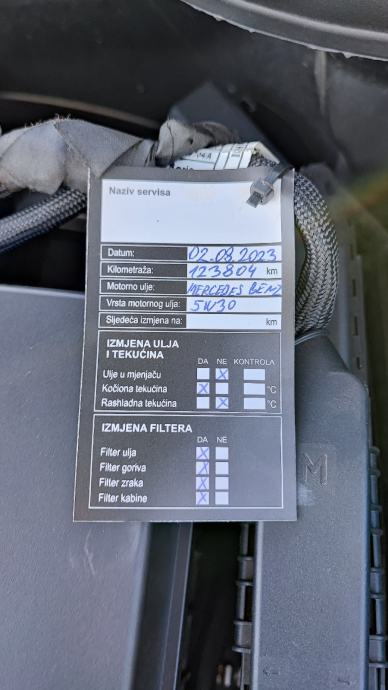 Naziv servisa
Datum: 02.08.2023
Kilometraža: 123804 km
Motorno ulje: MERCEDES BENZ
Vrsta motornog ulja: 5W30
Slijedeća izmjena na: km
IZMJENA ULJA
I TEKUĆINA
DA NE KONTROLA
Ulje u mjenjaču X
Kočiona tekućina X °C
Rashladna tekućina X °C
IZMJENA FILTERA
DA NE
Filter ulja X
Filter goriva X
Filter zraka X
Filter kabine X
M